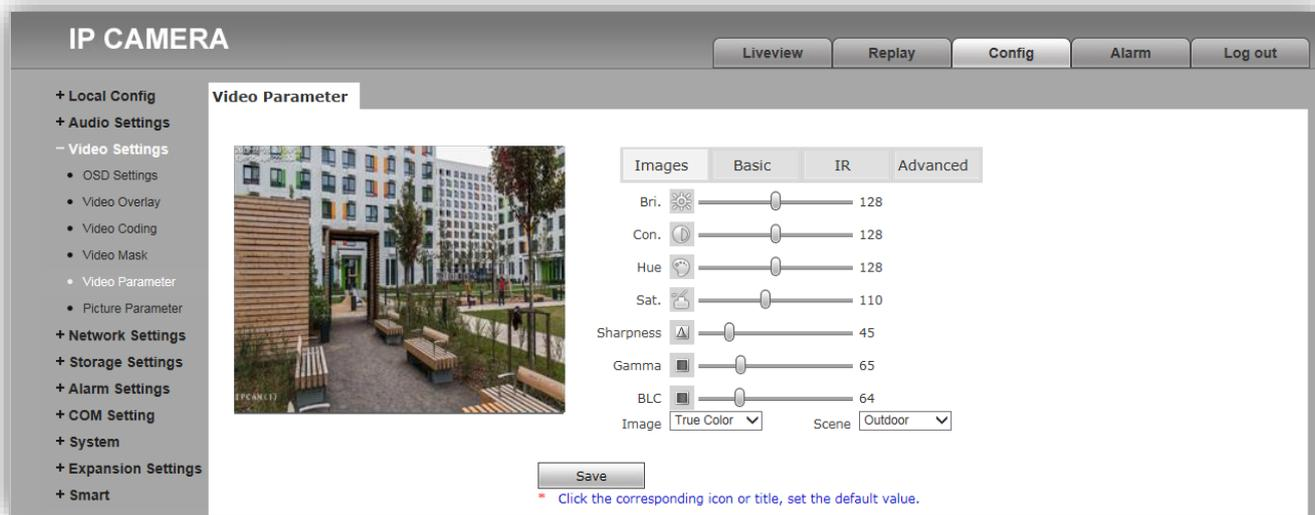 IP CAMERA
Liveview Replay Config Alarm Log out
+ Local Config
+ Audio Settings
− Video Settings
• OSD Settings
• Video Overlay
• Video Coding
• Video Mask
• Video Parameter
• Picture Parameter
+ Network Settings
+ Storage Settings
+ Alarm Settings
+ COM Setting
+ System
+ Expansion Settings
+ Smart
Video Parameter
IPCAM(1)
Images Basic IR Advanced
Bri. 128
Con. 128
Hue 128
Sat. 110
Sharpness 45
Gamma 65
BLC 64
Image True Color Scene Outdoor
Save
* Click the corresponding icon or title, set the default value.